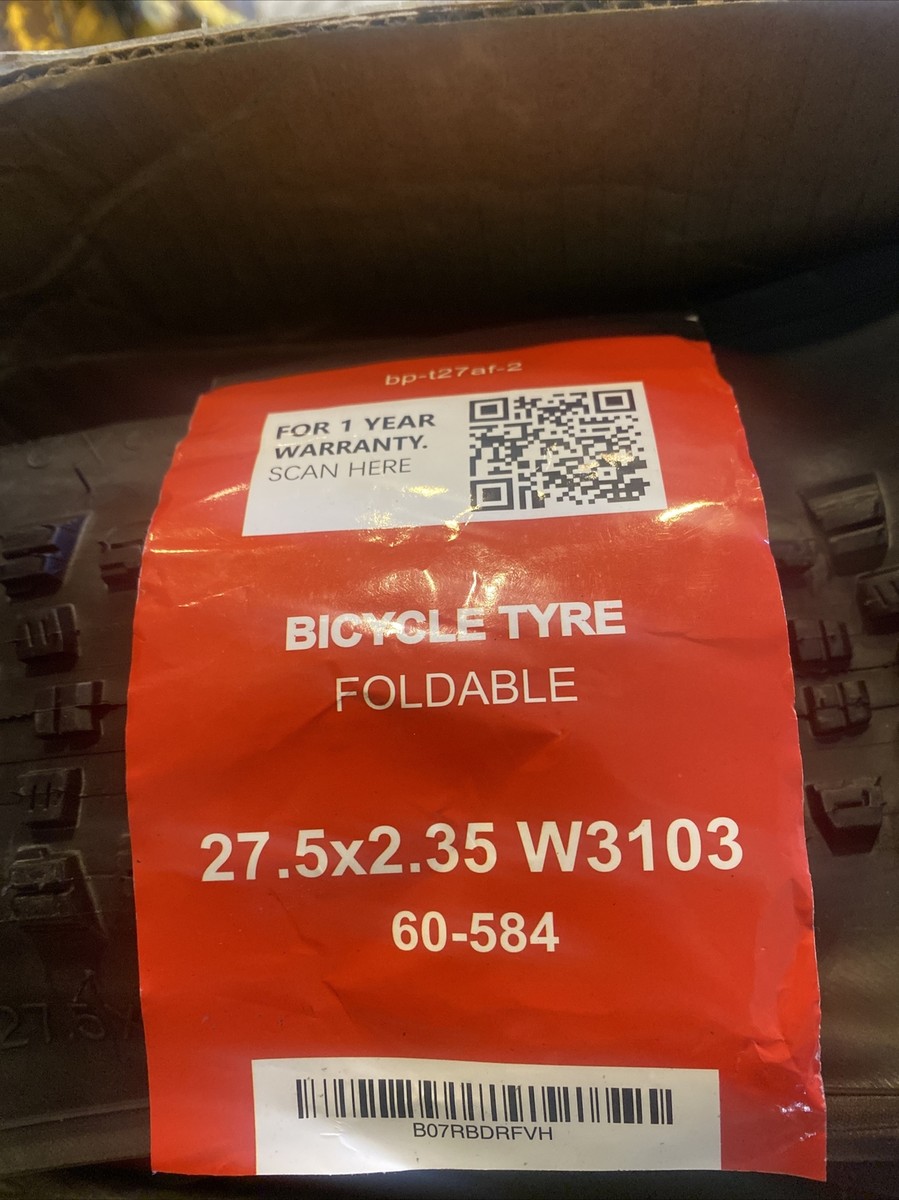 bp-t27af-2
FOR 1 YEAR
WARRANTY.
SCAN HERE
BICYCLE TYRE
FOLDABLE
27.5x2.35 W3103
60-584
B07RBDRFVH